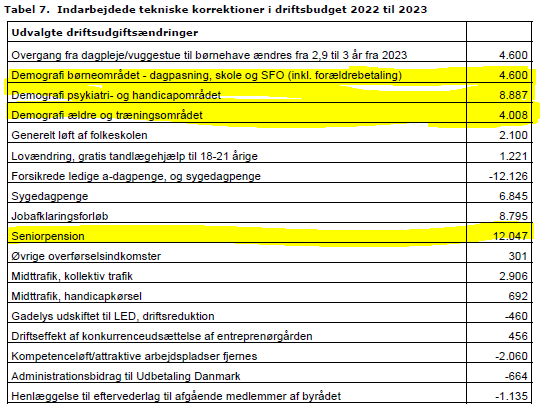 Tabel 7.  Indarbejdede tekniske korrektioner i driftsbudget 2022 til 2023
Udvalgte driftsudgiftsændringer
Overgang fra dagpleje/vuggestue til børnehave ændres fra 2,9 til 3 år fra 2023 4.600
Demografi børneområdet - dagpasning, skole og SFO (inkl. forældrebetaling) 4.600
Demografi psykiatri- og handicapområdet 8.887
Demografi ældre og træningsområdet 4.008
Generelt løft af folkeskolen 2.100
Lovændring, gratis tandlægehjælp til 18-21 årige 1.221
Forsikrede ledige a-dagpenge, og sygedagpenge -12.126
Sygedagpenge 6.845
Jobafklaringsforløb 8.795
Seniorpension 12.047
Øvrige overførselsindkomster 301
Midttrafik, kollektiv trafik 2.906
Midttrafik, handicapkørsel 692
Gadelys udskiftet til LED, driftsreduktion -460
Driftseffekt af konkurrenceudsættelse af entreprenørgården 456
Kompetenceløft/attraktive arbejdspladser fjernes -2.060
Administrationsbidrag til Udbetaling Danmark -664
Henlæggelse til eftervederlag til afgående medlemmer af byrådet -1.135